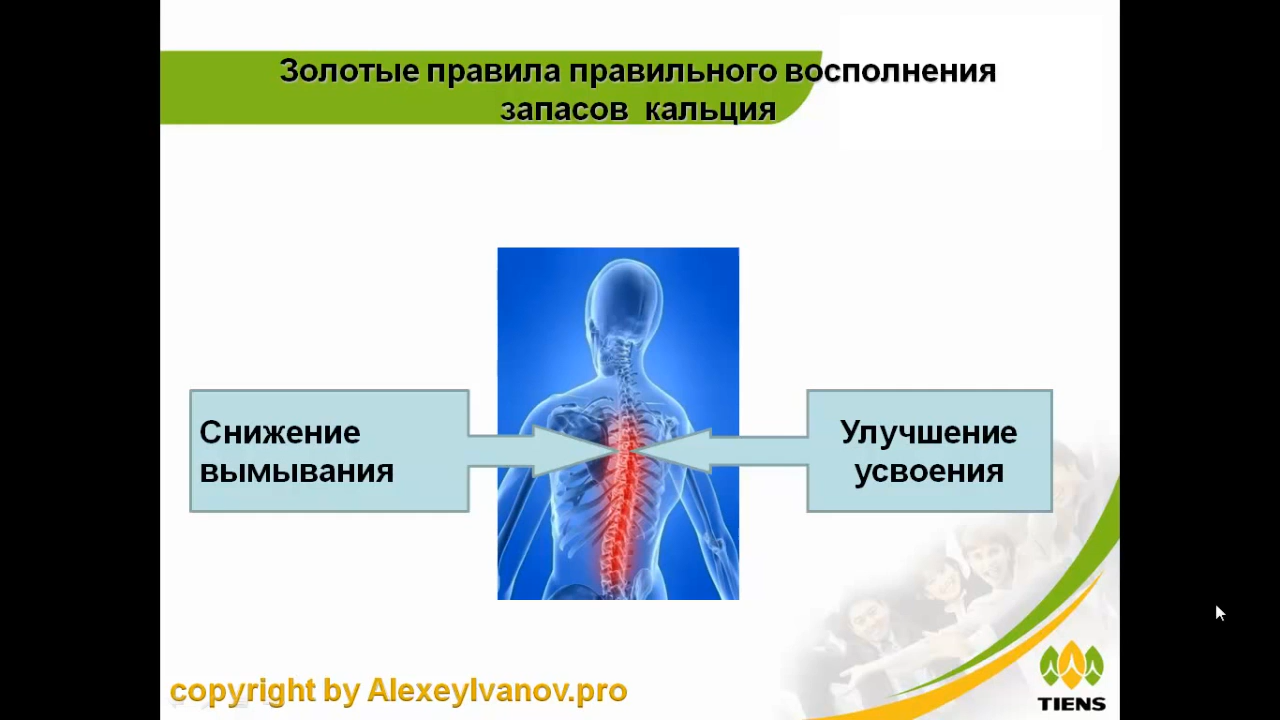 Золотые правила правильного восполнения
запасов кальция
Снижение
вымывания
Улучшение
усвоения
copyright by AlexeyIvanov.pro
TIENS